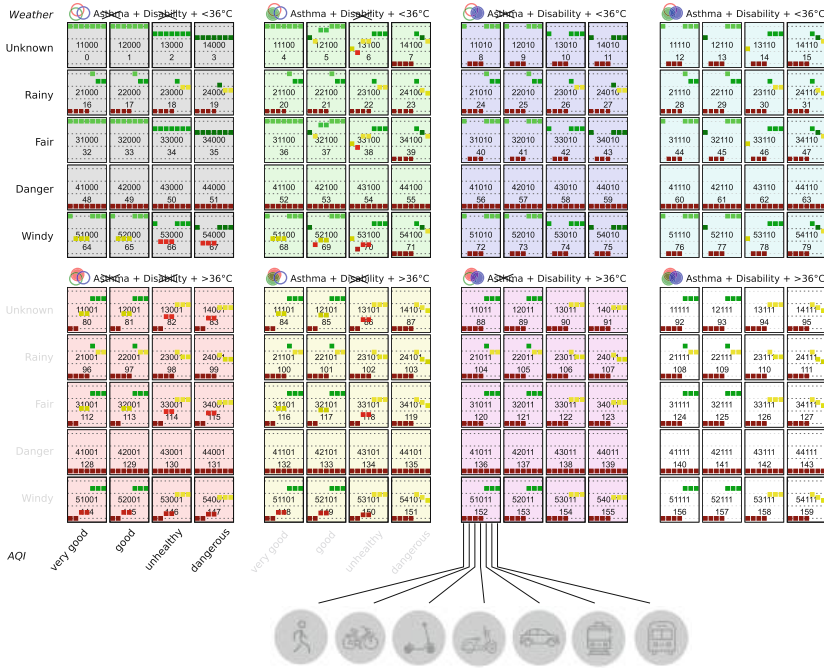 Weather Asthma + Disability + <36°C Asthma + Disability + <36°C Asthma + Disability + <36°C Asthma + Disability + <36°C
Unknown 11000 12000 13000 14000 11100 12100 13100 14100 11010 12010 13010 14010 11110 12110 13110 14110
0 1 2 3 4 5 6 7 8 9 10 11 12 13 14 15
Rainy 21000 22000 23000 24000 21100 22100 23100 24100 21010 22010 23010 24010 21110 22110 23110 24110
16 17 18 19 20 21 22 23 24 25 26 27 28 29 30 31
Fair 31000 32000 33000 34000 31100 32100 33100 34100 31010 32010 33010 34010 31110 32110 33110 34110
32 33 34 35 36 37 38 39 40 41 42 43 44 45 46 47
Danger 41000 42000 43000 44000 41100 42100 43100 44100 41010 42010 43010 44010 41110 42110 43110 44110
48 49 50 51 52 53 54 55 56 57 58 59 60 61 62 63
Windy 51000 52000 53000 54000 51100 52100 53100 54100 51010 52010 53010 54010 51110 52110 53110 54110
64 65 66 67 68 69 70 71 72 73 74 75 76 77 78 79
Asthma + Disability + >36°C Asthma + Disability + >36°C Asthma + Disability + >36°C Asthma + Disability + >36°C
Unknown 11001 12001 13001 14001 11101 12101 13101 14101 11011 12011 13011 14011 11111 12111 13111 14111
80 81 82 83 84 85 86 87 88 89 90 91 92 93 94 95
Rainy 21001 22001 23001 24001 21101 22101 23101 24101 21011 22011 23011 24011 21111 22111 23111 24111
96 97 98 99 100 101 102 103 104 105 106 107 108 109 110 111
Fair 31001 32001 33001 34001 31101 32101 33101 34101 31011 32011 33011 34011 31111 32111 33111 34111
112 113 114 115 116 117 118 119 120 121 122 123 124 125 126 127
Danger 41001 42001 43001 44001 41101 42101 43101 44101 41011 42011 43011 44011 41111 42111 43111 44111
128 129 130 131 132 133 134 135 136 137 138 139 140 141 142 143
Windy 51001 52001 53001 54001 51101 52101 53101 54101 51011 52011 53011 54011 51111 52111 53111 54111
144 145 146 147 148 149 150 151 152 153 154 155 156 157 158 159
AQI very good good unhealthy dangerous very good good unhealthy dangerous